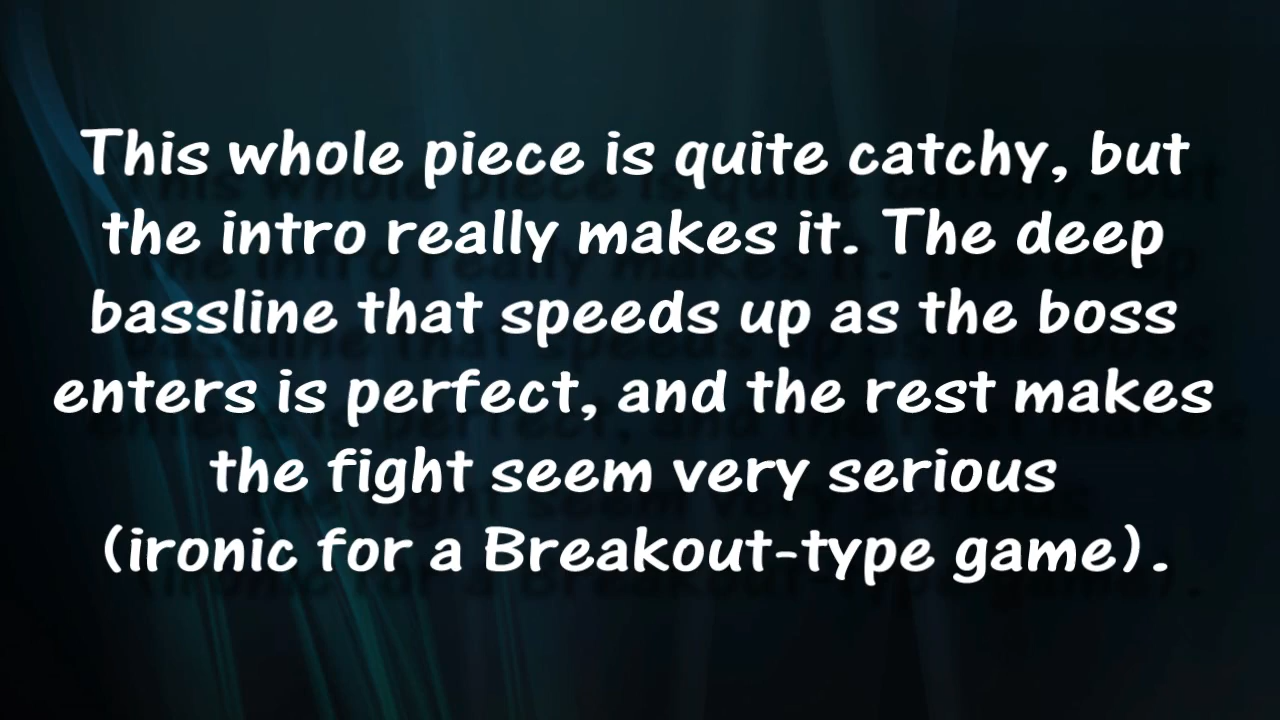 This whole piece is quite catchy, but
the intro really makes it. The deep
bassline that speeds up as the boss
enters is perfect, and the rest makes
the fight seem very serious
(ironic for a Breakout-type game).